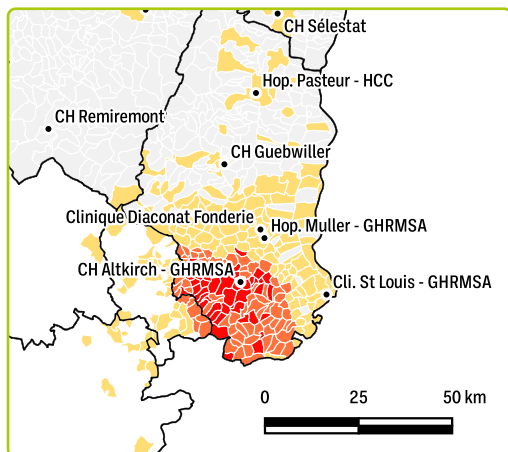 CH Sélestat
Hop. Pasteur - HCC
CH Remiremont
CH Guebwiller
Clinique Diaconat Fonderie
Hop. Muller - GHRMSA
CH Altkirch - GHRMSA
Cli. St Louis - GHRMSA
0 25 50 km